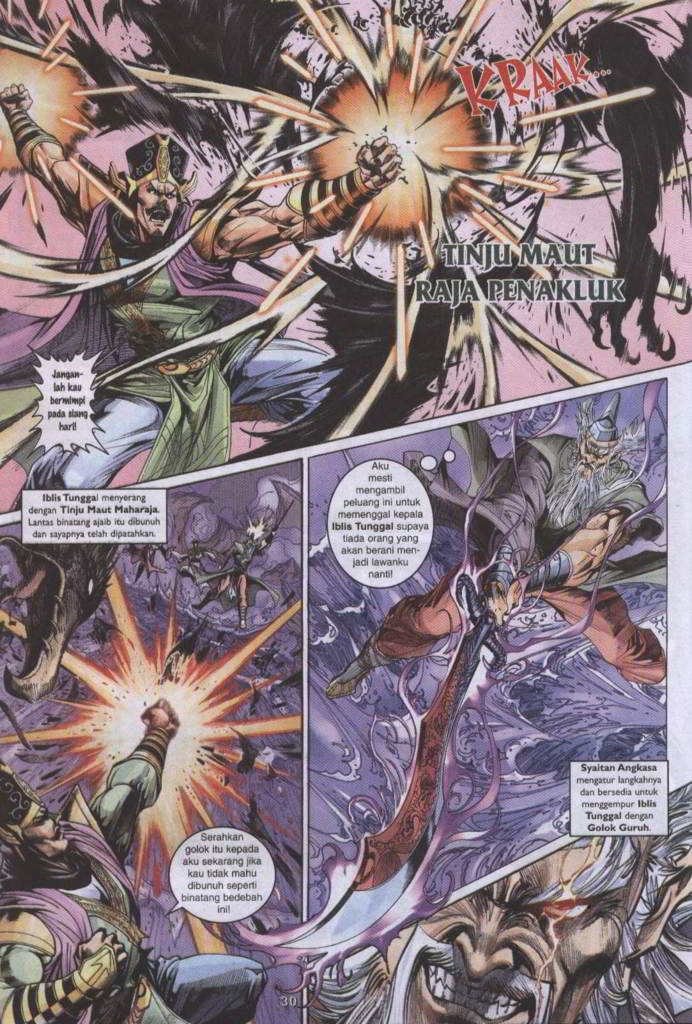 KRAAK...
TINJU MAUT
RAJA PENAKLUK
Jangan-
lah kau
bermimpi
pada siang
hari!
Iblis Tunggal menyerang
dengan Tinju Maut Maharaja.
Lantas binatang ajaib itu dibunuh
dan sayapnya telah dipatahkan.
Aku
mesti
mengambil
peluang ini untuk
memenggal kepala
Iblis Tunggal supaya
tiada orang yang
akan berani men-
jadi lawanku
nanti!
Serahkan
golok itu kepada
aku sekarang jika
kau tidak mahu
dibunuh seperti
binatang bedebah
ini!
Syaitan Angkasa
mengatur langkahnya
dan bersedia untuk
menggempur Iblis
Tunggal dengan
Golok Guruh.
30